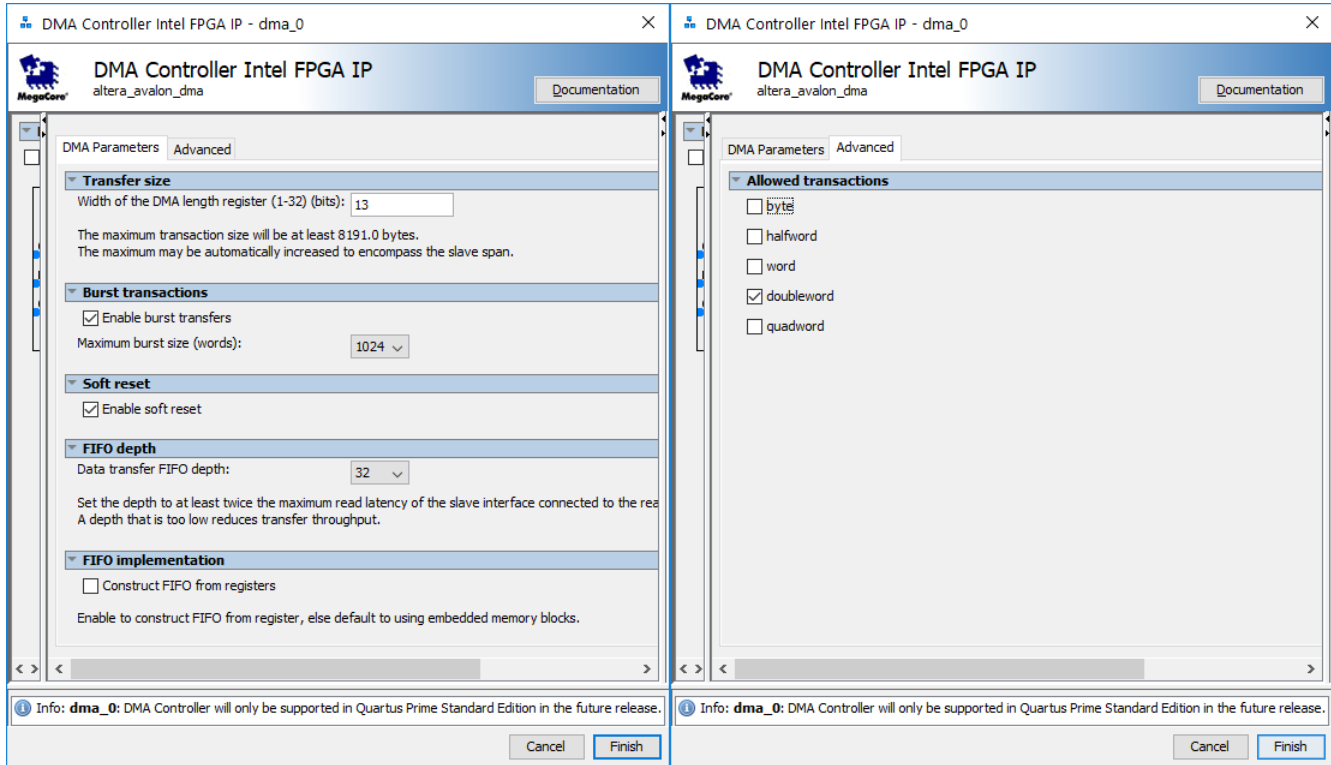 DMA Controller Intel FPGA IP - dma_0
DMA Controller Intel FPGA IP
altera_avalon_dma
MegaCore®
Documentation
DMA Parameters
Advanced
Transfer size
Width of the DMA length register (1-32) (bits): 13
The maximum transaction size will be at least 8191.0 bytes.
The maximum may be automatically increased to encompass the slave span.
Burst transactions
Enable burst transfers
Maximum burst size (words): 1024
Soft reset
Enable soft reset
FIFO depth
Data transfer FIFO depth: 32
Set the depth to at least twice the maximum read latency of the slave interface connected to the rea
A depth that is too low reduces transfer throughput.
FIFO implementation
Construct FIFO from registers
Enable to construct FIFO from register, else default to using embedded memory blocks.
Info: dma_0: DMA Controller will only be supported in Quartus Prime Standard Edition in the future release.
Cancel
Finish
DMA Controller Intel FPGA IP - dma_0
DMA Controller Intel FPGA IP
altera_avalon_dma
MegaCore®
Documentation
DMA Parameters
Advanced
Allowed transactions
byte
halfword
word
doubleword
quadword
Info: dma_0: DMA Controller will only be supported in Quartus Prime Standard Edition in the future release.
Cancel
Finish